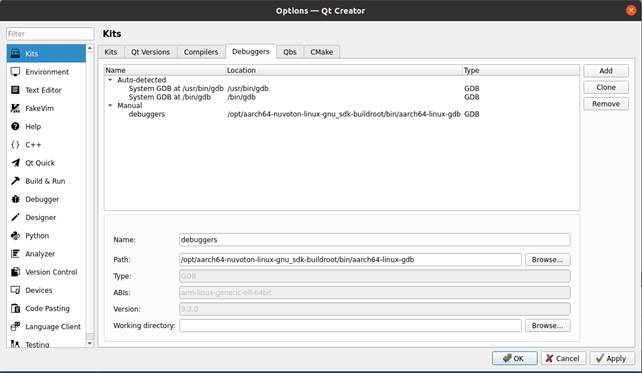 Options — Qt Creator
Filter
Kits
Kits
Environment
Text Editor
FakeVim
Help
C++
Qt Quick
Build & Run
Debugger
Designer
Python
Analyzer
Version Control
Devices
Code Pasting
Language Client
Testing
Kits Qt Versions Compilers Debuggers Qbs CMake
Name Location Type
Auto-detected
System GDB at /usr/bin/gdb /usr/bin/gdb GDB
System GDB at /bin/gdb /bin/gdb GDB
Manual
debuggers /opt/aarch64-nuvoton-linux-gnu_sdk-buildroot/bin/aarch64-linux-gdb GDB
Add
Clone
Remove
Name: debuggers
Path: /opt/aarch64-nuvoton-linux-gnu_sdk-buildroot/bin/aarch64-linux-gdb Browse...
Type: GDB
ABIs: arm-linux-generic-elf-64bit
Version: 9.2.0
Working directory: Browse...
OK Cancel Apply